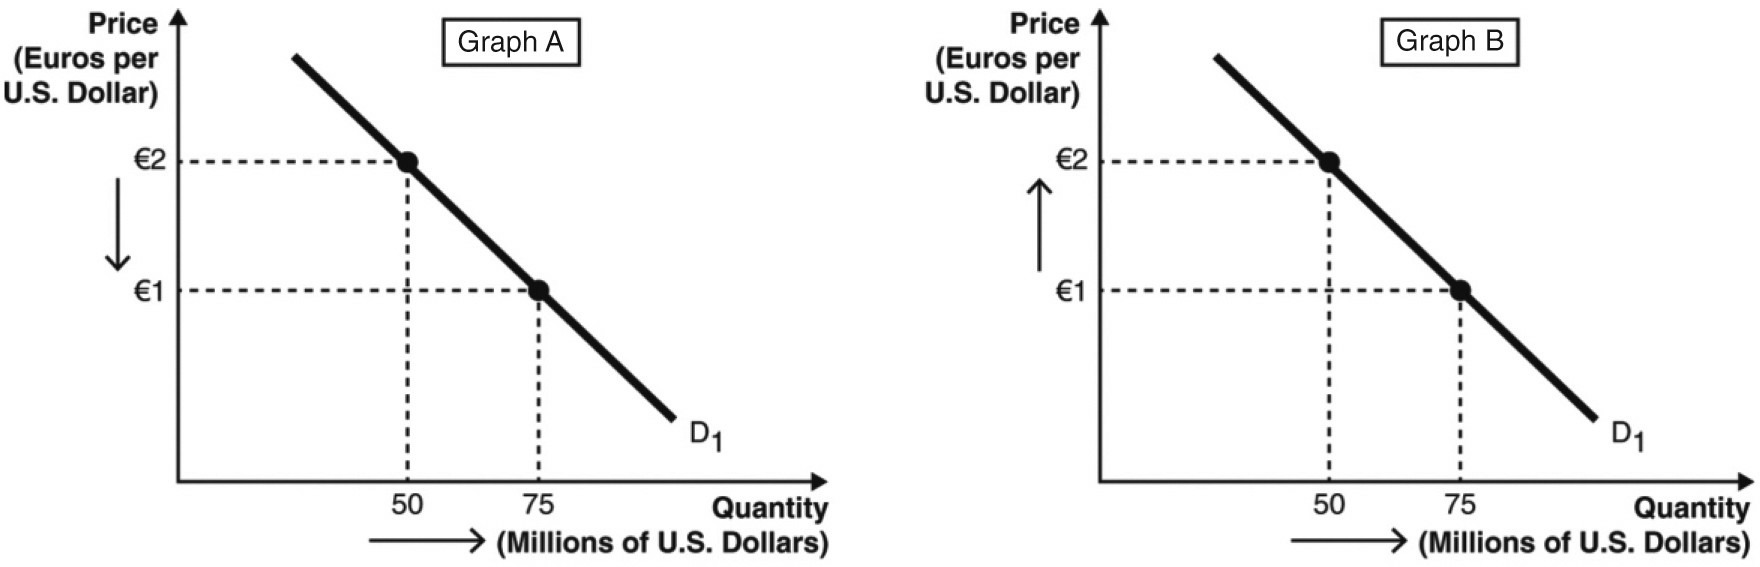 Price
(Euros per
U.S. Dollar)
Graph A
€2
€1
D1
50 75 Quantity
(Millions of U.S. Dollars)
Price
(Euros per
U.S. Dollar)
Graph B
€2
€1
D1
50 75 Quantity
(Millions of U.S. Dollars)